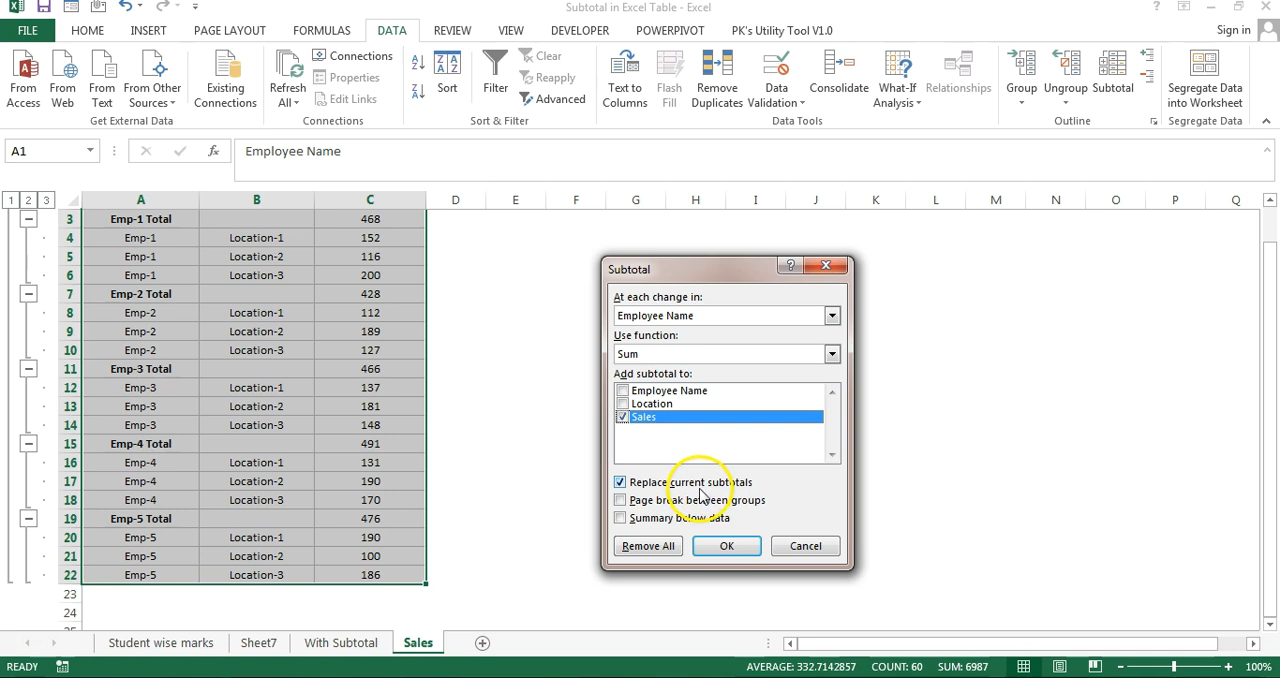 Subtotal in Excel Table - Excel
FILE HOME INSERT PAGE LAYOUT FORMULAS DATA REVIEW VIEW DEVELOPER POWERPIVOT PK's Utility Tool V1.0 Sign in
From Access
From Web
From Text
From Other Sources
Existing Connections
Get External Data
Refresh All
Connections
Properties
Edit Links
Connections
Sort
Filter
Clear
Reapply
Advanced
Sort & Filter
Text to Columns
Flash Fill
Remove Duplicates
Data Validation
Consolidate
What-If Analysis
Relationships
Data Tools
Group
Ungroup
Subtotal
Outline
Segregate Data into Worksheet
Segregate Data
A1 fx Employee Name
1 2 3 A B C D E F G H I J K L M N O P Q
3 Emp-1 Total 468
4 Emp-1 Location-1 152
5 Emp-1 Location-2 116
6 Emp-1 Location-3 200
7 Emp-2 Total 428
8 Emp-2 Location-1 112
9 Emp-2 Location-2 189
10 Emp-2 Location-3 127
11 Emp-3 Total 466
12 Emp-3 Location-1 137
13 Emp-3 Location-2 181
14 Emp-3 Location-3 148
15 Emp-4 Total 491
16 Emp-4 Location-1 131
17 Emp-4 Location-2 190
18 Emp-4 Location-3 170
19 Emp-5 Total 476
20 Emp-5 Location-1 190
21 Emp-5 Location-2 100
22 Emp-5 Location-3 186
23
24
25
Subtotal
At each change in:
Employee Name
Use function:
Sum
Add subtotal to:
Employee Name
Location
Sales
Replace current subtotals
Page break between groups
Summary below data
Remove All OK Cancel
Student wise marks Sheet7 With Subtotal Sales
READY AVERAGE: 332.7142857 COUNT: 60 SUM: 6987 100%